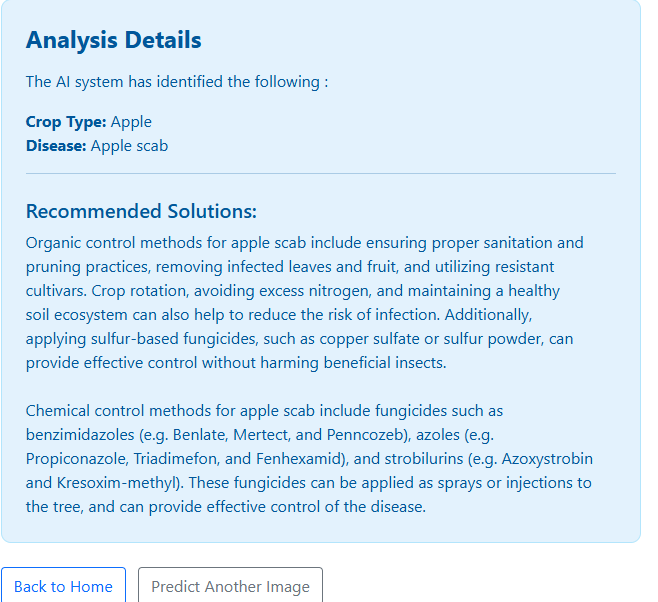 Analysis Details
The AI system has identified the following :
Crop Type: Apple
Disease: Apple scab
Recommended Solutions:
Organic control methods for apple scab include ensuring proper sanitation and
pruning practices, removing infected leaves and fruit, and utilizing resistant
cultivars. Crop rotation, avoiding excess nitrogen, and maintaining a healthy
soil ecosystem can also help to reduce the risk of infection. Additionally,
applying sulfur-based fungicides, such as copper sulfate or sulfur powder, can
provide effective control without harming beneficial insects.
Chemical control methods for apple scab include fungicides such as
benzimidazoles (e.g. Benlate, Mertect, and Penncozeb), azoles (e.g.
Propiconazole, Triadimefon, and Fenhexamid), and strobilurins (e.g. Azoxystrobin
and Kresoxim-methyl). These fungicides can be applied as sprays or injections to
the tree, and can provide effective control of the disease.
Back to Home
Predict Another Image